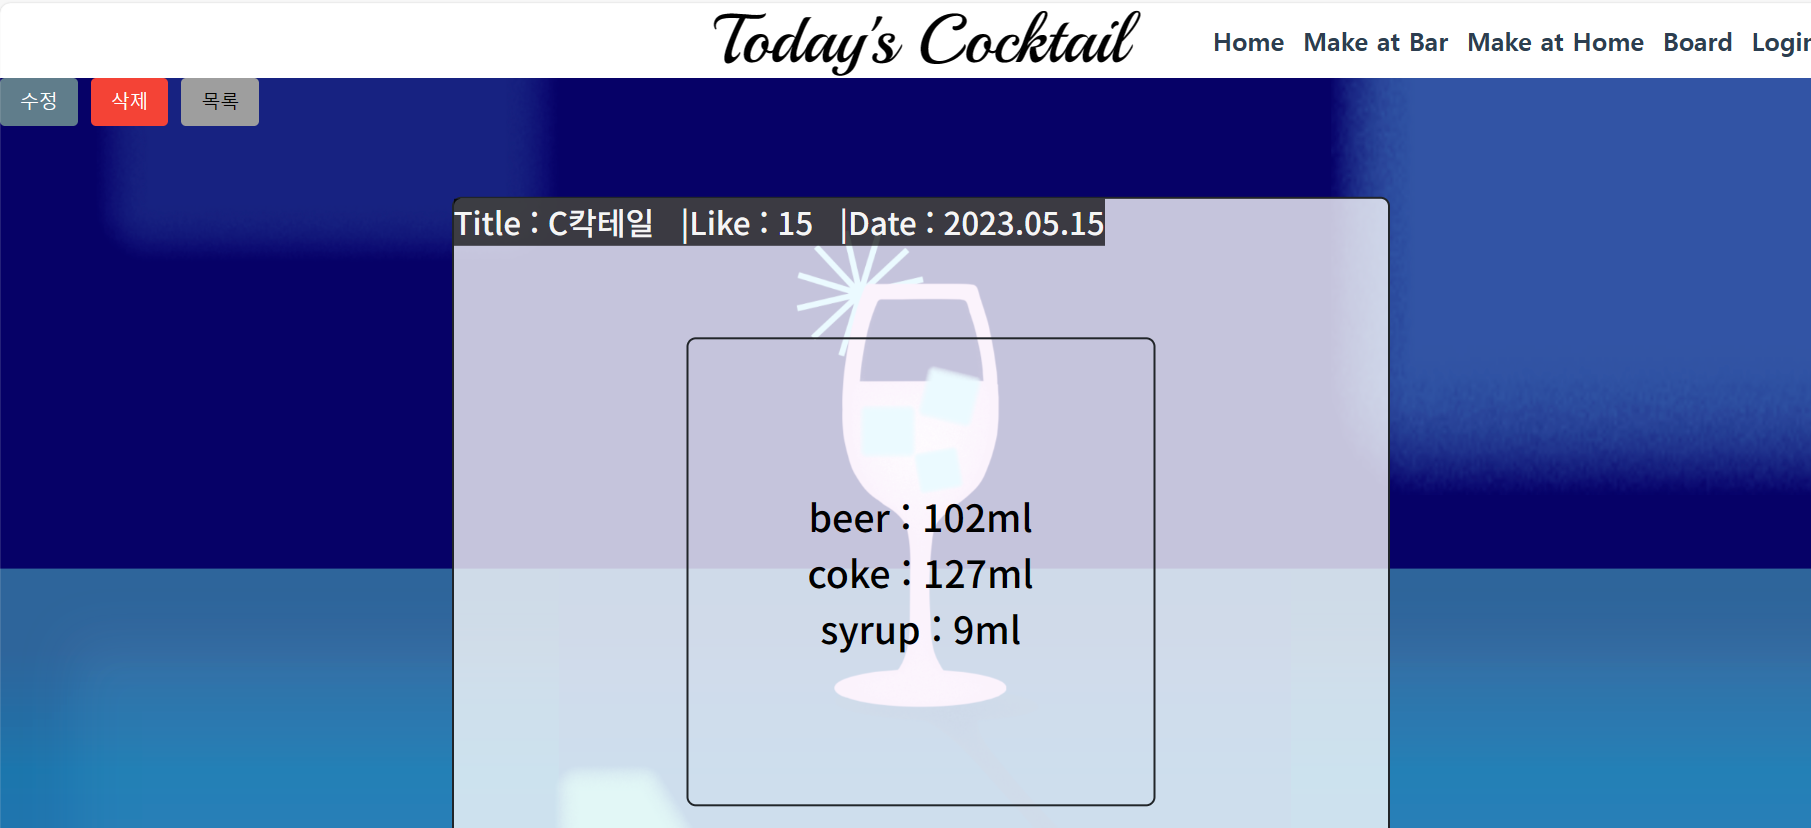 Today's Cocktail
Home Make at Bar Make at Home Board Login
수정 삭제 목록
Title : C칵테일 |Like : 15 |Date : 2023.05.15
beer : 102ml
coke : 127ml
syrup : 9ml